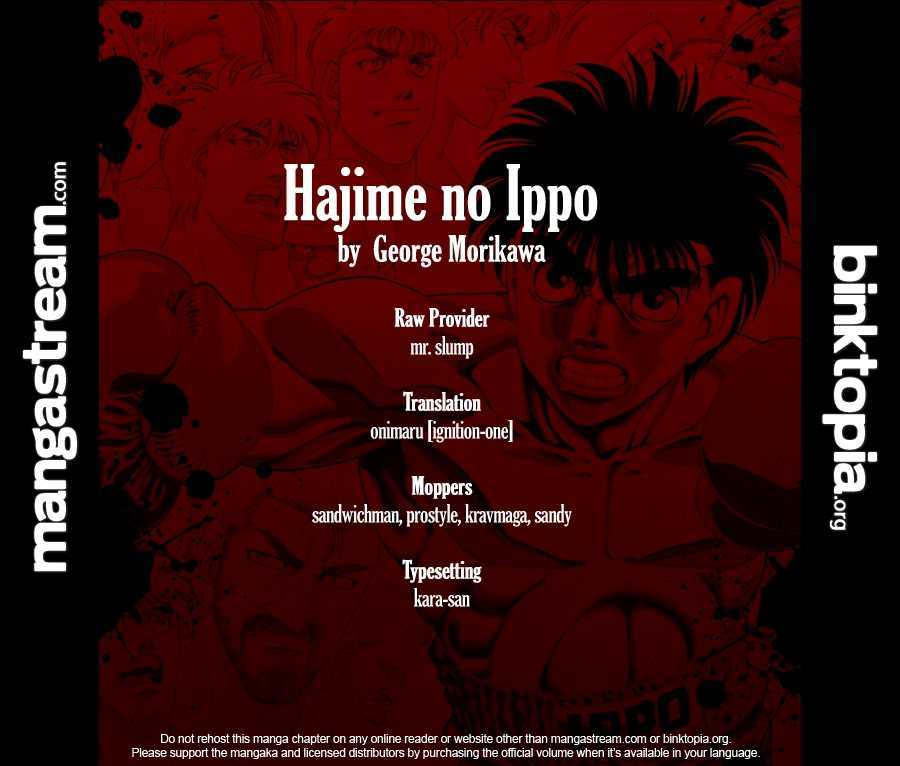 Hajime no Ippo
by George Morikawa
Raw Provider
mr. slump
Translation
onimaru [ignition-one]
Moppers
sandwichman, prostyle, kravmaga, sandy
Typesetting
kara-san
mangastream.com
binktopia.org
IPPO
Do not rehost this manga chapter on any online reader or website other than mangastream.com or binktopia.org.
Please support the mangaka and licensed distributors by purchasing the official volume when it's available in your language.